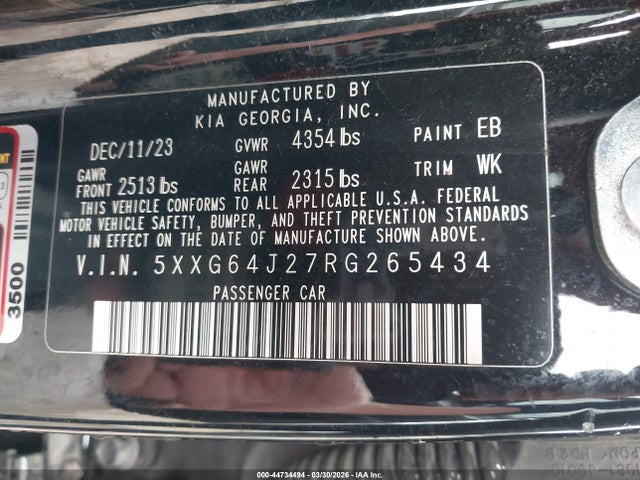 MANUFACTURED BY
KIA GEORGIA, INC.
DEC/11/23 GVWR 4354 lbs PAINT EB
GAWR FRONT 2513 lbs GAWR REAR 2315 lbs TRIM WK
THIS VEHICLE CONFORMS TO ALL APPLICABLE U.S.A. FEDERAL
MOTOR VEHICLE SAFETY, BUMPER, AND THEFT PREVENTION STANDARDS
IN EFFECT ON THE DATE OF MANUFACTURE SHOWN ABOVE.
V.I.N. 5XXG64J27RG265434
PASSENGER CAR
3500
000-44734494 | 03/30/2026 - COPYRIGHT IAA, LLC.